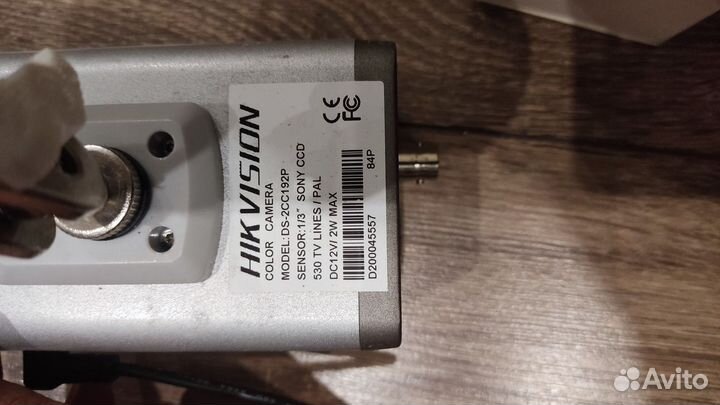 HIKVISION
COLOR CAMERA
MODEL:DS-2CC192P
SENSOR:1/3" SONY CCD
530 TV LINES / PAL
DC12V/ 2W MAX
D200045557
84P
CE FC
Avito